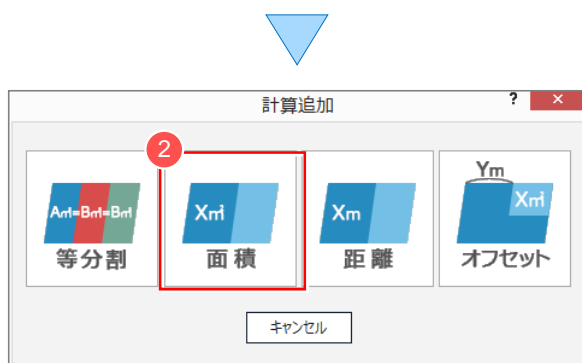 計算追加
?
×
2
A㎡=B㎡=B㎡
等分割
X㎡
面積
Xm
距離
Ym
X㎡
オフセット
キャンセル